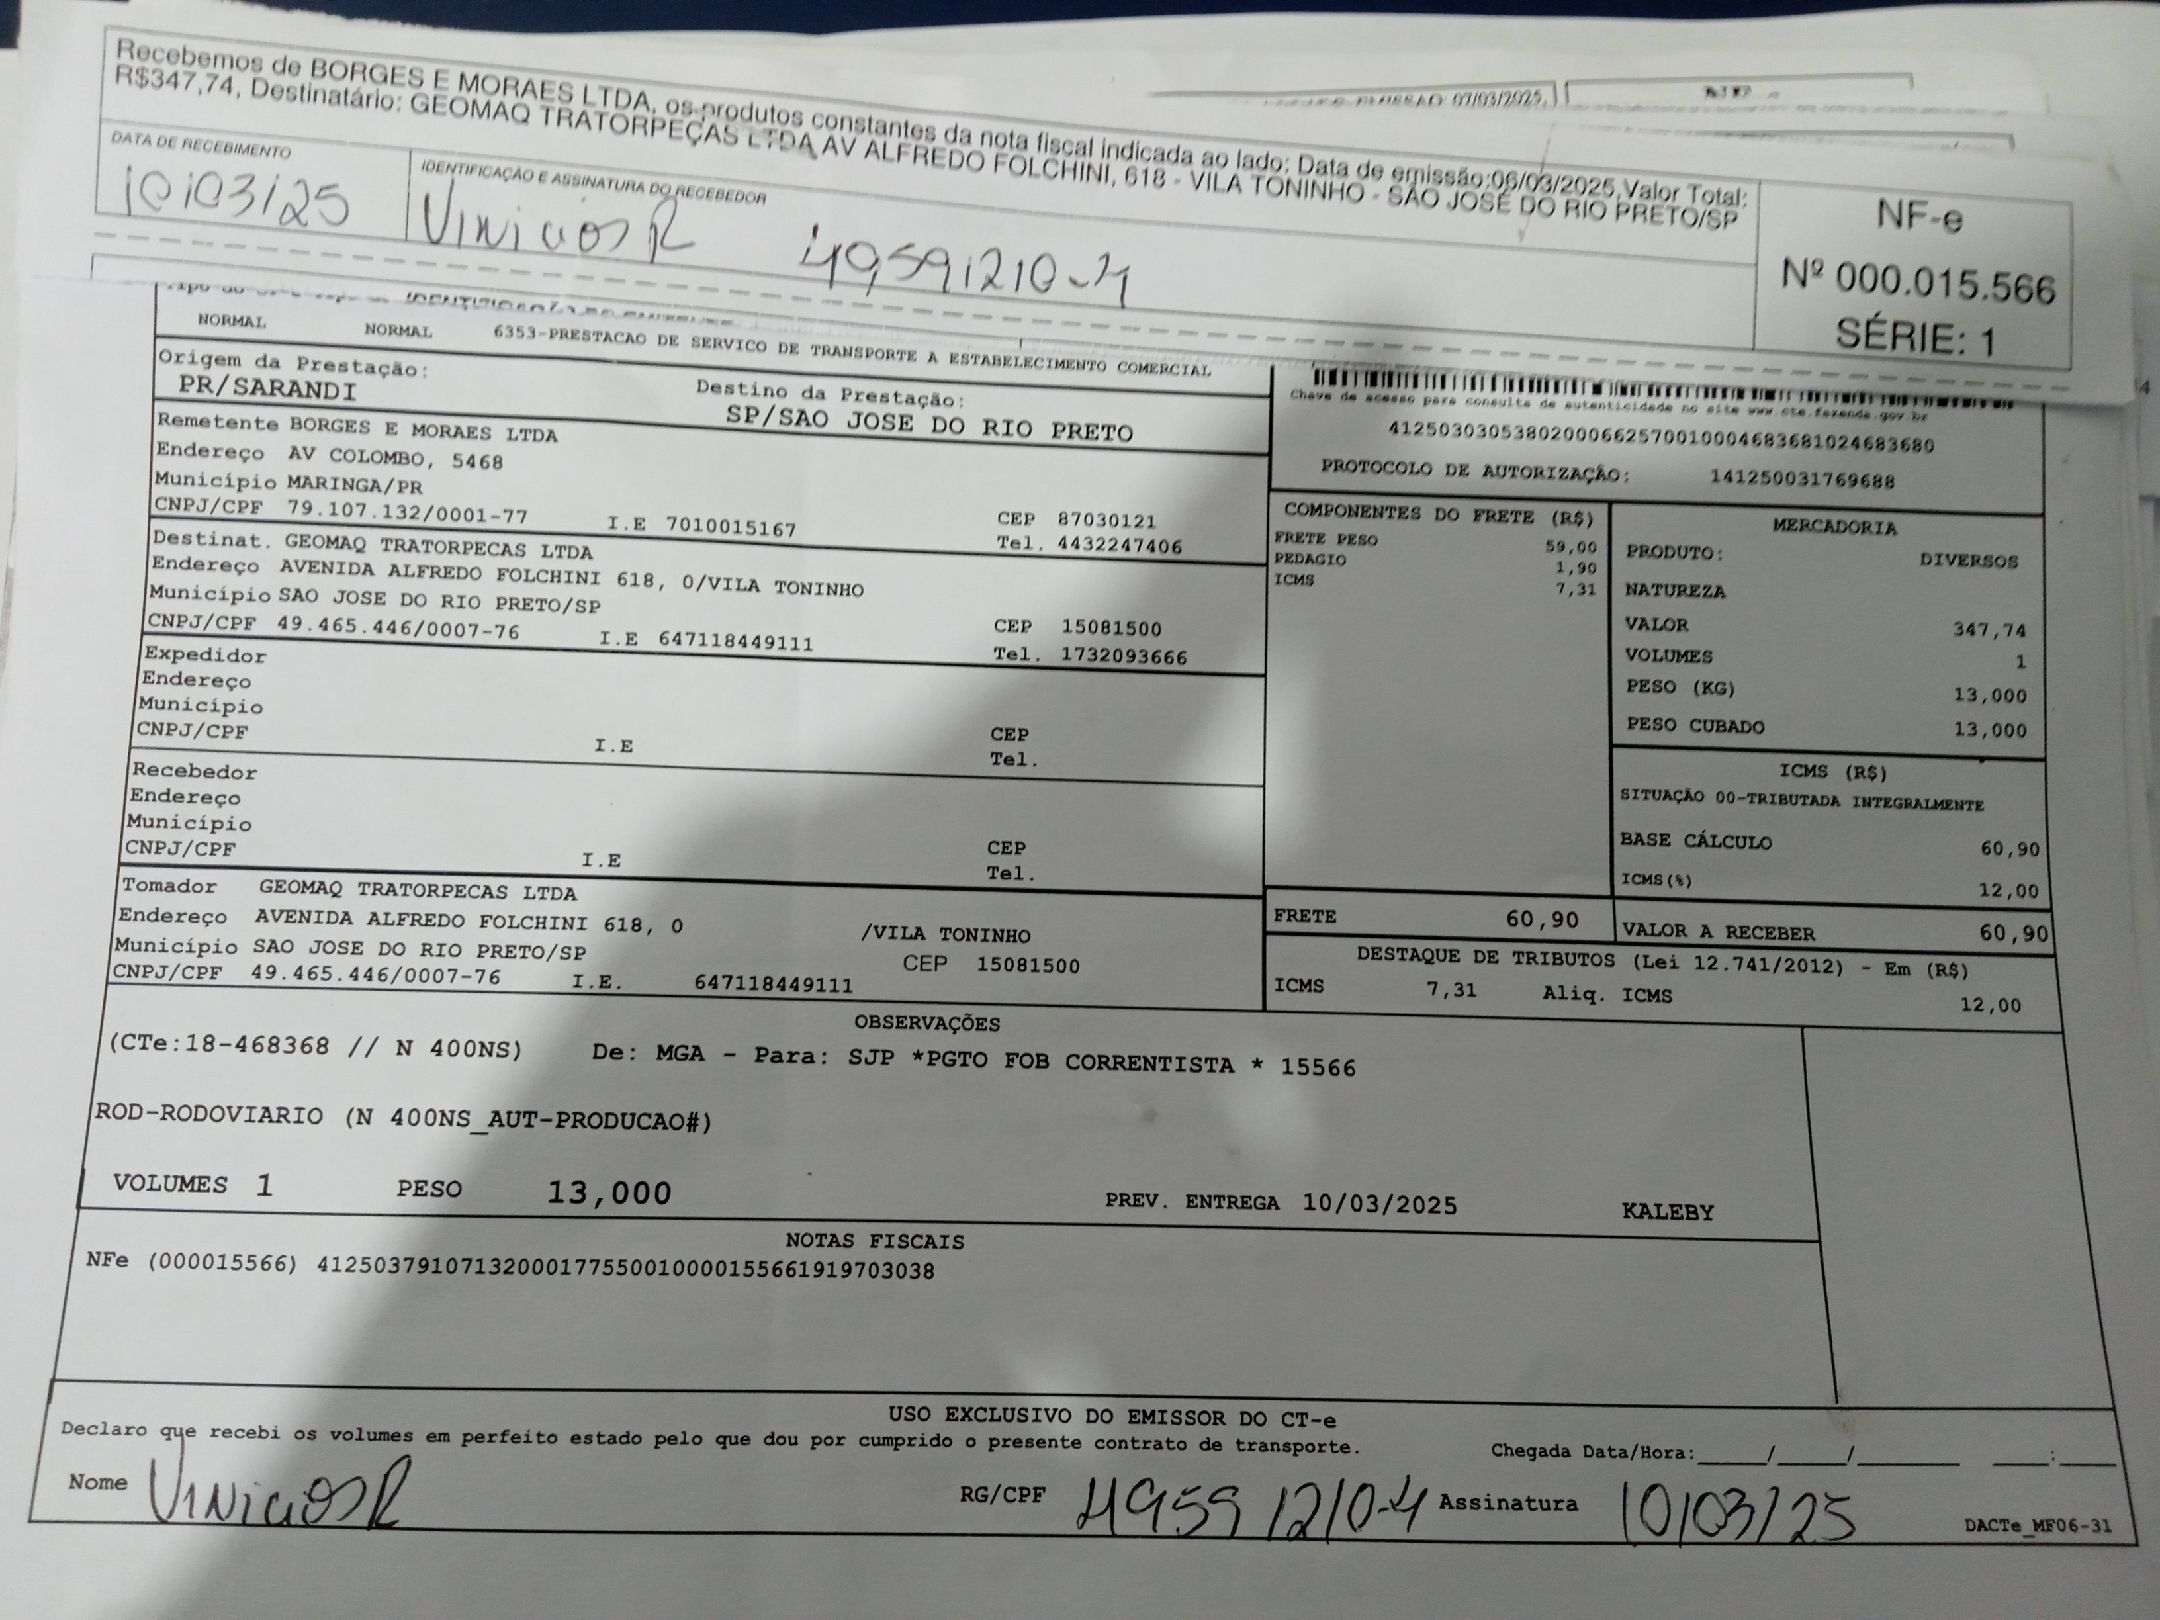 Recebemos de BORGES E MORAES LTDA, os produtos constantes da nota fiscal indicada ao lado; Data de emissão:06/03/2025,Valor Total:
R$347,74, Destinatário: GEOMAQ TRATORPEÇAS LTDA AV ALFREDO FOLCHINI, 618 - VILA TONINHO - SÃO JOSÉ DO RIO PRETO/SP
07/03/2025,
DATA DE RECEBIMENTO
10/03/25
IDENTIFICAÇÃO E ASSINATURA DO RECEBEDOR
Vinicios R 49591210-4
NF-e
Nº 000.015.566
SÉRIE: 1
NORMAL NORMAL 6353-PRESTACAO DE SERVICO DE TRANSPORTE A ESTABELECIMENTO COMERCIAL
Origem da Prestação: Destino da Prestação:
PR/SARANDI SP/SAO JOSE DO RIO PRETO
Remetente BORGES E MORAES LTDA
Endereço AV COLOMBO, 5468
Município MARINGA/PR CEP 87030121
CNPJ/CPF 79.107.132/0001-77 I.E 7010015167 Tel. 4432247406
Destinat. GEOMAQ TRATORPECAS LTDA
Endereço AVENIDA ALFREDO FOLCHINI 618, 0/VILA TONINHO
Município SAO JOSE DO RIO PRETO/SP CEP 15081500
CNPJ/CPF 49.465.446/0007-76 I.E 647118449111 Tel. 1732093666
Expedidor
Endereço
Município CEP
CNPJ/CPF I.E Tel.
Recebedor
Endereço
Município CEP
CNPJ/CPF I.E Tel.
Tomador GEOMAQ TRATORPECAS LTDA
Endereço AVENIDA ALFREDO FOLCHINI 618, 0 /VILA TONINHO
Município SAO JOSE DO RIO PRETO/SP CEP 15081500
CNPJ/CPF 49.465.446/0007-76 I.E. 647118449111
Chave de acesso para consulta de autenticidade no site www.cte.fazenda.gov.br
41250303053802000662570010004683681024683680
PROTOCOLO DE AUTORIZAÇÃO: 141250031769688
COMPONENTES DO FRETE (R$)
FRETE PESO 59,00
PEDAGIO 1,90
ICMS 7,31
MERCADORIA
PRODUTO: DIVERSOS
NATUREZA
VALOR 347,74
VOLUMES 1
PESO (KG) 13,000
PESO CUBADO 13,000
ICMS (R$)
SITUAÇÃO 00-TRIBUTADA INTEGRALMENTE
BASE CÁLCULO 60,90
ICMS(%) 12,00
FRETE 60,90 VALOR A RECEBER 60,90
DESTAQUE DE TRIBUTOS (Lei 12.741/2012) - Em (R$)
ICMS 7,31 Aliq. ICMS 12,00
OBSERVAÇÕES
(CTe:18-468368 // N 400NS) De: MGA - Para: SJP *PGTO FOB CORRENTISTA * 15566
ROD-RODOVIARIO (N 400NS_AUT-PRODUCAO#)
VOLUMES 1 PESO 13,000 PREV. ENTREGA 10/03/2025 KALEBY
NOTAS FISCAIS
NFe (000015566) 41250379107132000177550010000155661919703038
USO EXCLUSIVO DO EMISSOR DO CT-e
Declaro que recebi os volumes em perfeito estado pelo que dou por cumprido o presente contrato de transporte. Chegada Data/Hora:_____/_____/_______ ____:____
Nome Vinicios R RG/CPF 49591210-4 Assinatura 10/03/25
DACTe_MF06-31